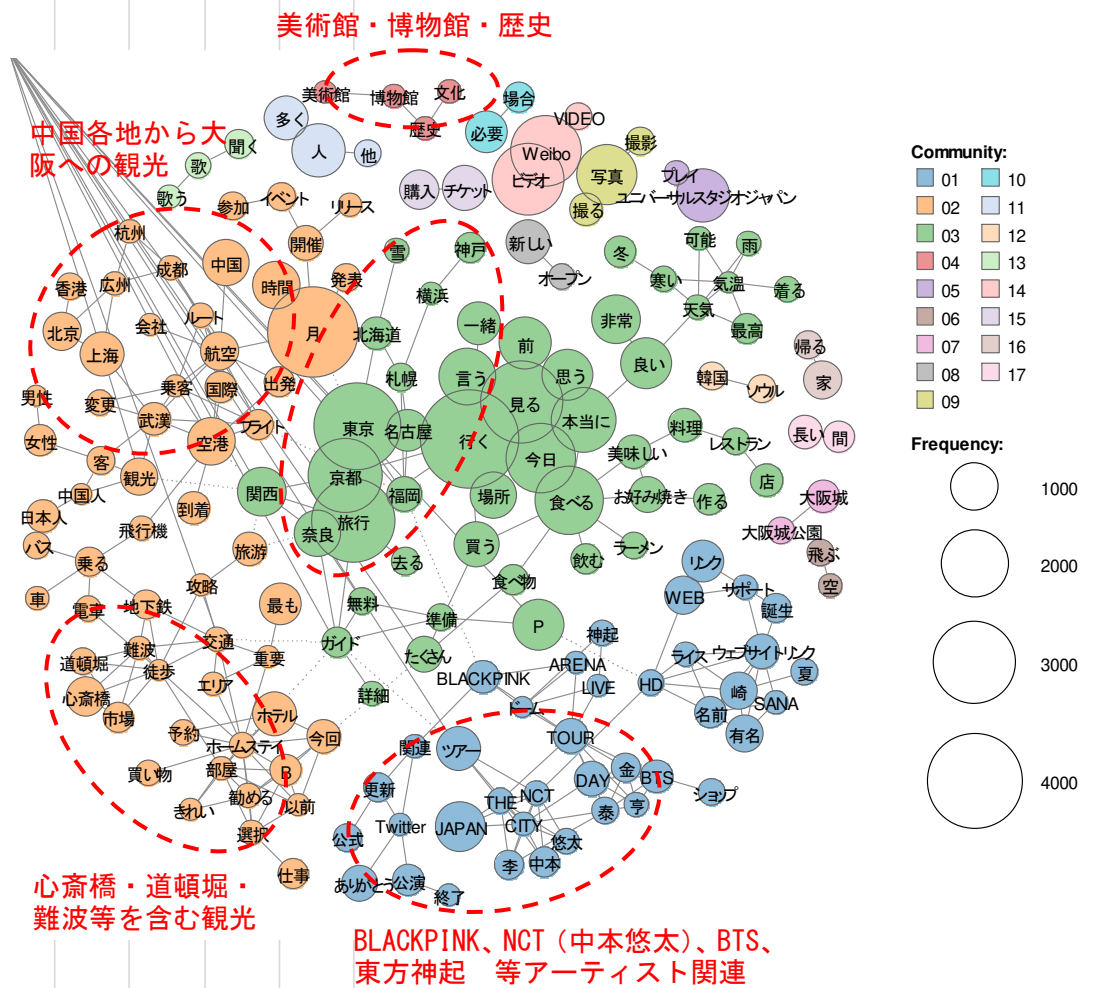 美術館・博物館・歴史
美術館
博物館
文化
歴史
場合
必要
多く
人
他
VIDEO
Weibo
ビデオ
撮影
写真
撮る
プレイ
ユニバーサルスタジオジャパン
中国各地から大
阪への観光
聞く
歌
歌う
購入
チケット
新しい
オープン
参加
イベント
リリース
開催
発表
杭州
成都
中国
時間
香港
広州
北京
上海
会社
ルート
航空
月
乗客
国際
出発
男性
変更
武漢
空港
フライト
女性
客
観光
中国人
日本人
到着
飛行機
バス
乗る
車
雪
神戸
横浜
北海道
札幌
一緒
前
言う
思う
見る
本当に
東京
名古屋
行く
今日
京都
関西
福岡
場所
食べる
奈良
旅行
去る
買う
飲む
ラーメン
食べ物
冬
可能
雨
寒い
気温
着る
天気
最高
非常
良い
美味しい
料理
レストラン
店
お好み焼き
作る
韓国
ソウル
帰る
家
長い
間
大阪城
大阪城公園
飛ぶ
空
旅游
攻略
最も
無料
準備
P
ガイド
たくさん
詳細
電車
地下鉄
難波
交通
道頓堀
徒歩
重要
心斎橋
市場
エリア
予約
ホテル
ホームステイ
今回
買い物
部屋
B
きれい
勧める
以前
選択
仕事
リンク
WEB
サポート
誕生
神起
BLACKPINK
ARENA
LIVE
ドーム
HD
ライス
ウェブサイトリンク
夏
崎
SANA
名前
有名
関連
ツアー
TOUR
更新
DAY
金
BTS
ショップ
THE
NCT
泰
亨
公式
Twitter
JAPAN
CITY
悠太
李
中本
ありがとう
公演
終了
心斎橋・道頓堀・
難波等を含む観光
BLACKPINK、NCT（中本悠太）、BTS、
東方神起　等アーティスト関連
Community:
01
02
03
04
05
06
07
08
09
10
11
12
13
14
15
16
17
Frequency:
1000
2000
3000
4000